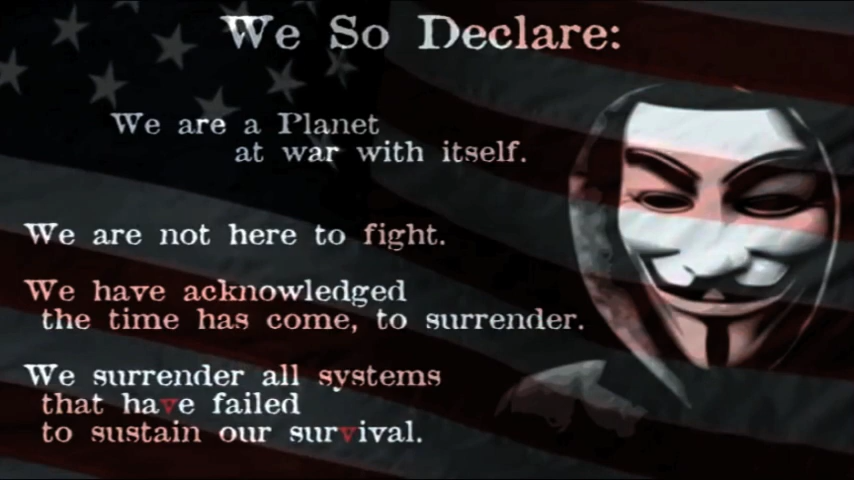 We So Declare:
We are a Planet
at war with itself.
We are not here to fight.
We have acknowledged
the time has come, to surrender.
We surrender all systems
that have failed
to sustain our survival.